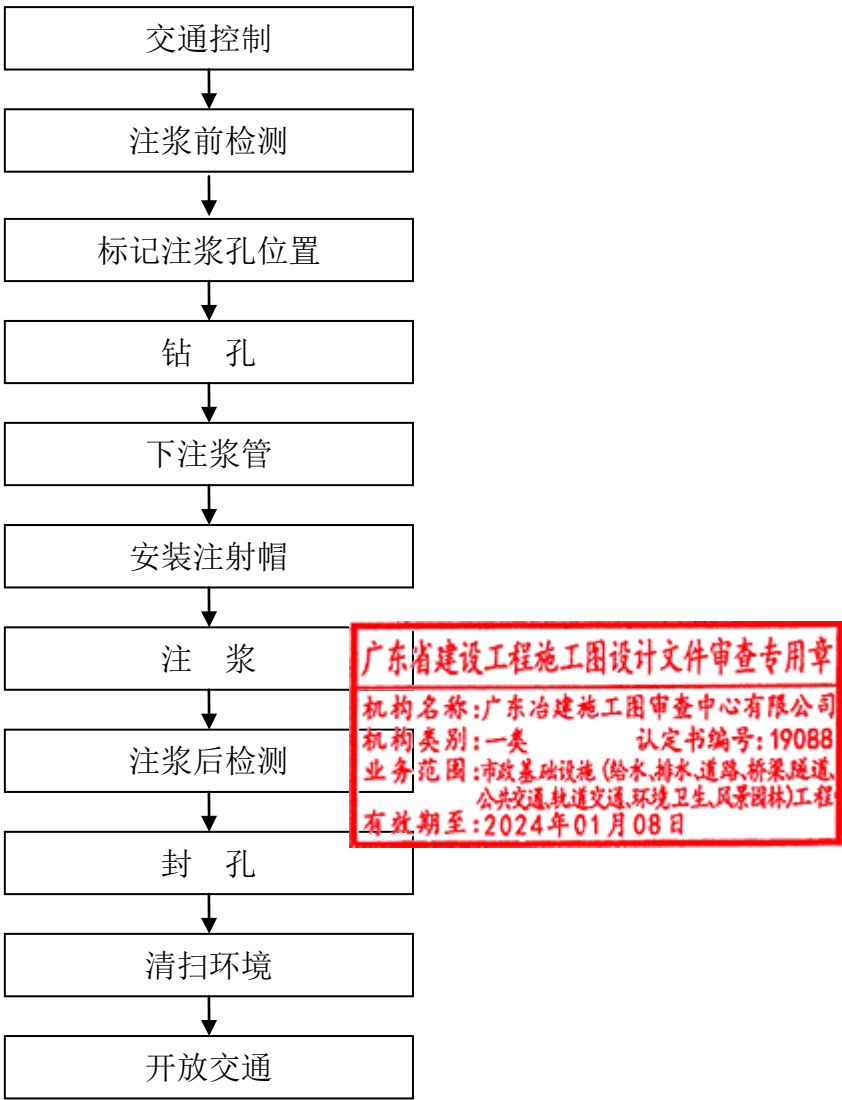 交通控制
注浆前检测
标记注浆孔位置
钻 孔
下注浆管
安装注射帽
注 浆
注浆后检测
封 孔
清扫环境
开放交通
广东省建设工程施工图设计文件审查专用章
机构名称:广东冶建施工图审查中心有限公司
机构类别:一类 认定书编号:19088
业务范围:市政基础设施(给水、排水、道路、桥梁、隧道、
公共交通、轨道交通、环境卫生、风景园林)工程
有效期至:2024年01月08日